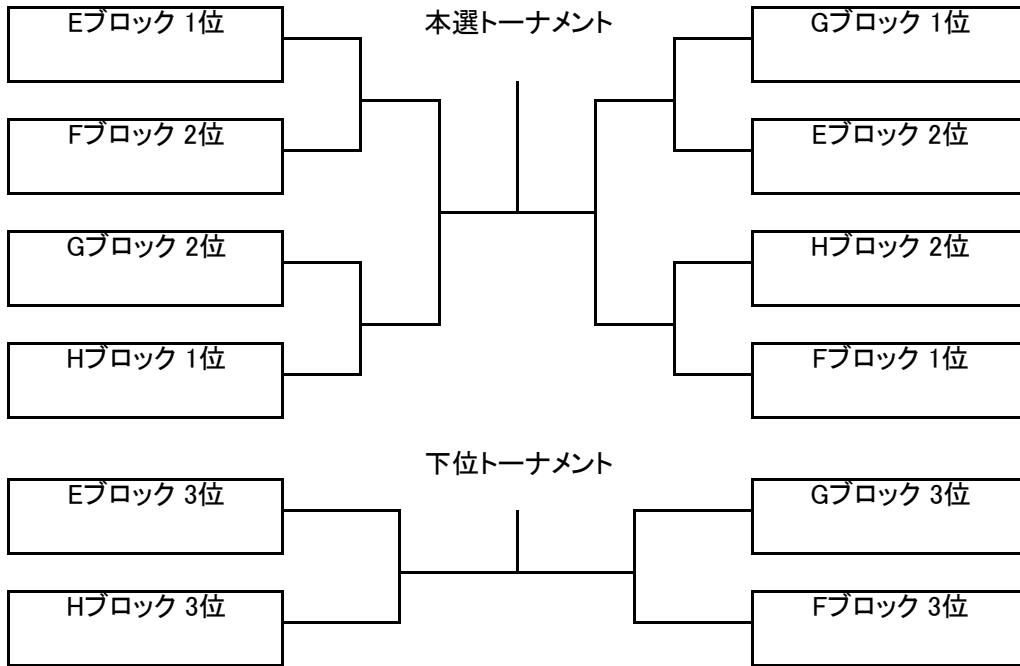 本選トーナメント
Eブロック 1位
Gブロック 1位
Fブロック 2位
Eブロック 2位
Gブロック 2位
Hブロック 2位
Hブロック 1位
Fブロック 1位
下位トーナメント
Eブロック 3位
Gブロック 3位
Hブロック 3位
Fブロック 3位